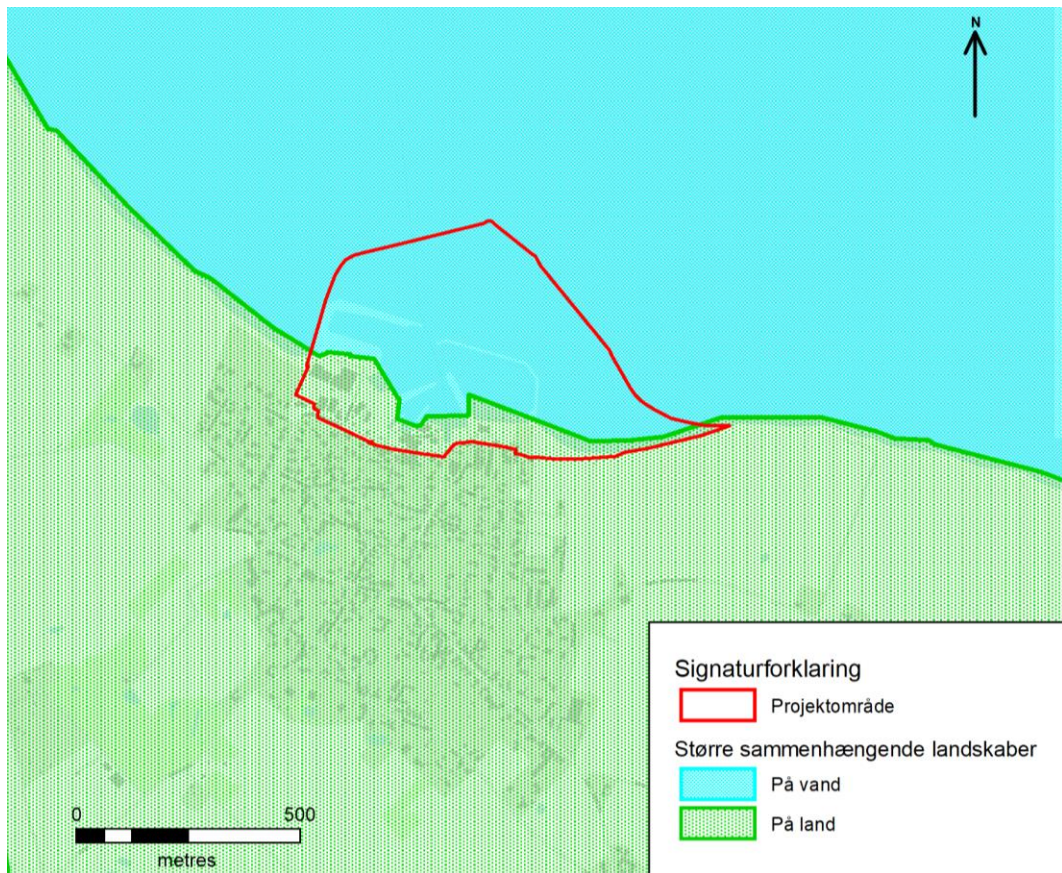 N
Signaturforklaring
Projektområde
Større sammenhængende landskaber
På vand
På land
0 500
metres